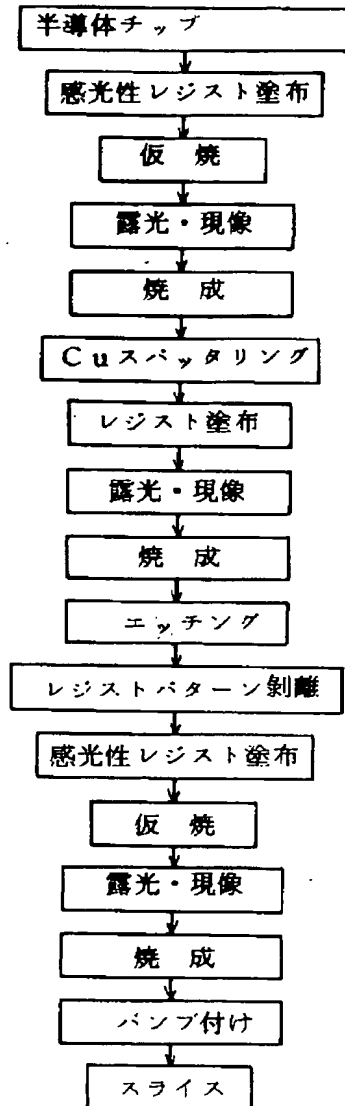 半導体チップ
感光性レジスト塗布
仮焼
露光・現像
焼成
Cuスパッタリング
レジスト塗布
露光・現像
焼成
エッチング
レジストパターン剝離
感光性レジスト塗布
仮焼
露光・現像
焼成
バンプ付け
スライス